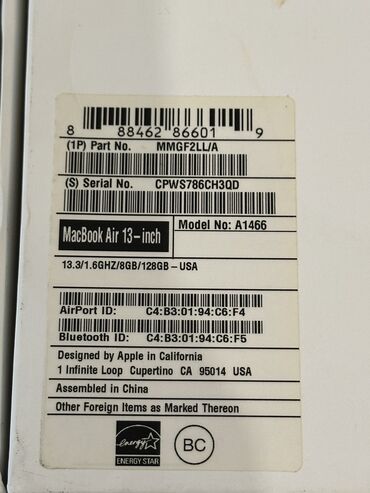 8 88462 86601 9
(1P) Part No. MMGF2LL/A
(S) Serial No. CPWS786CH3QD
MacBook Air 13-inch
Model No: A1466
13.3/1.6GHZ/8GB/128GB-USA
AirPort ID: C4:B3:01:94:C6:F4
Bluetooth ID: C4:B3:01:94:C6:F5
Designed by Apple in California
1 Infinite Loop Cupertino CA 95014 USA
Assembled in China
Other Foreign Items as Marked Thereon
energy
ENERGY STAR
BC